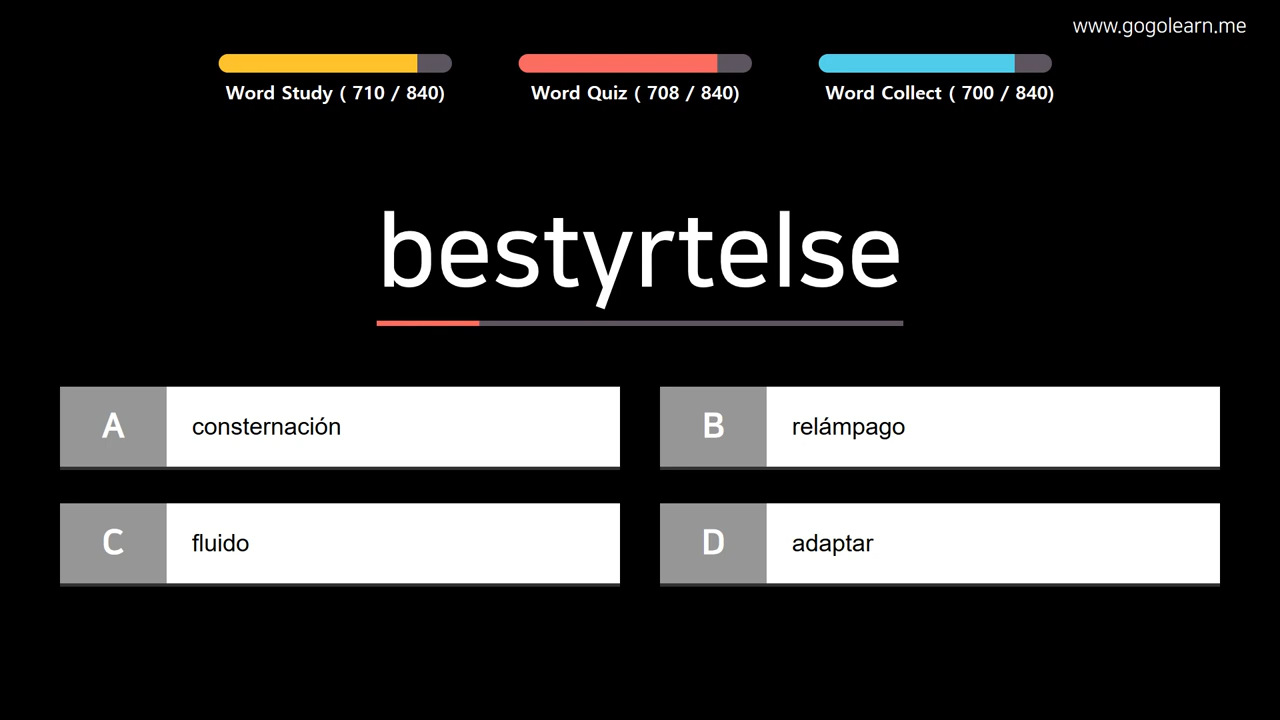 www.gogolearn.me
Word Study ( 710 / 840)
Word Quiz ( 708 / 840)
Word Collect ( 700 / 840)
bestyrtelse
A
consternación
B
relámpago
C
fluido
D
adaptar